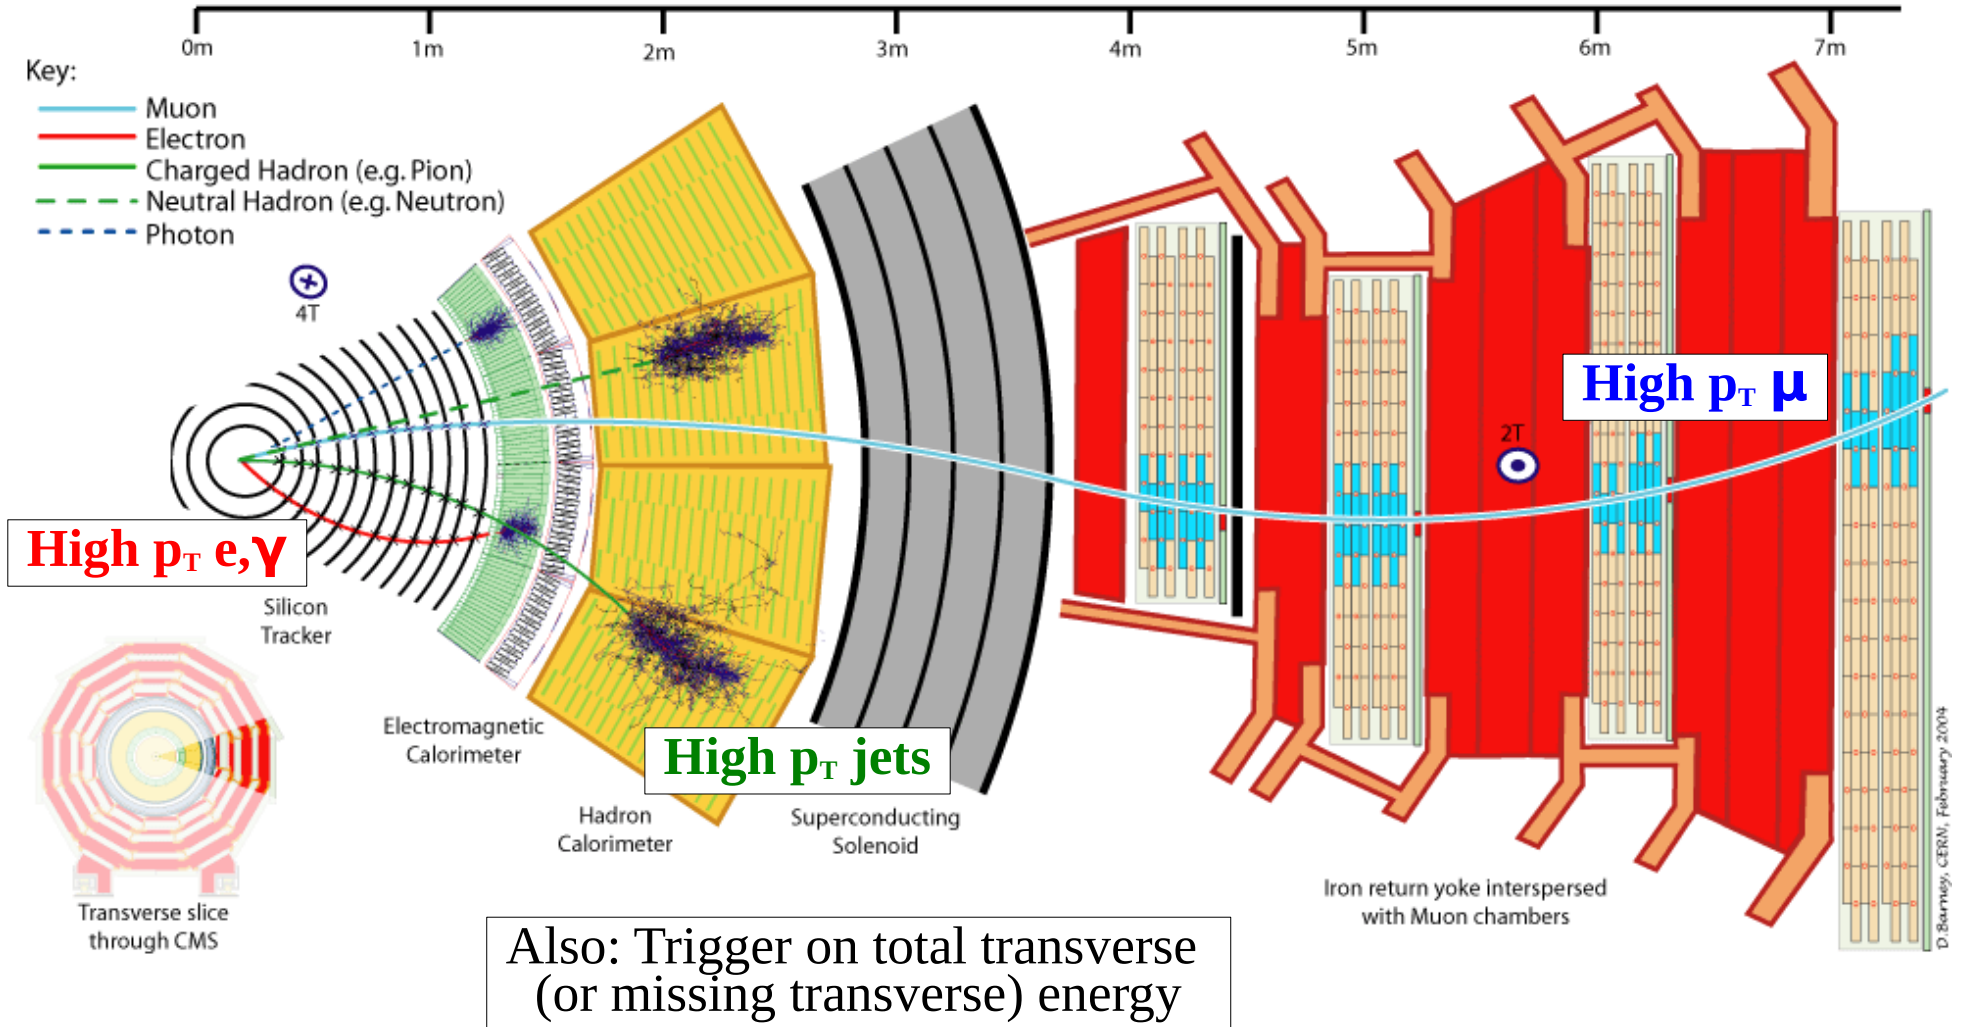 0m 1m 2m 3m 4m 5m 6m 7m
Key:
Muon
Electron
Charged Hadron (e.g. Pion)
Neutral Hadron (e.g. Neutron)
Photon
4T
2T
High pT μ
High pT e,γ
Silicon
Tracker
Electromagnetic
Calorimeter
High pT jets
Hadron
Calorimeter
Superconducting
Solenoid
Iron return yoke interspersed
with Muon chambers
Transverse slice
through CMS
D.Barney, CERN, February 2004
Also: Trigger on total transverse
(or missing transverse) energy